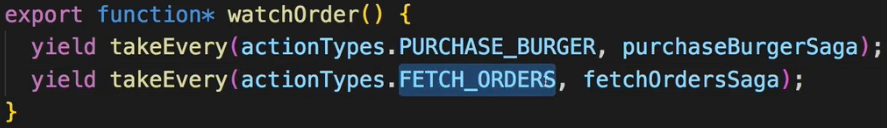 export function* watchOrder() {
  yield takeEvery(actionTypes.PURCHASE_BURGER, purchaseBurgerSaga);
  yield takeEvery(actionTypes.FETCH_ORDERS, fetchOrdersSaga);
}